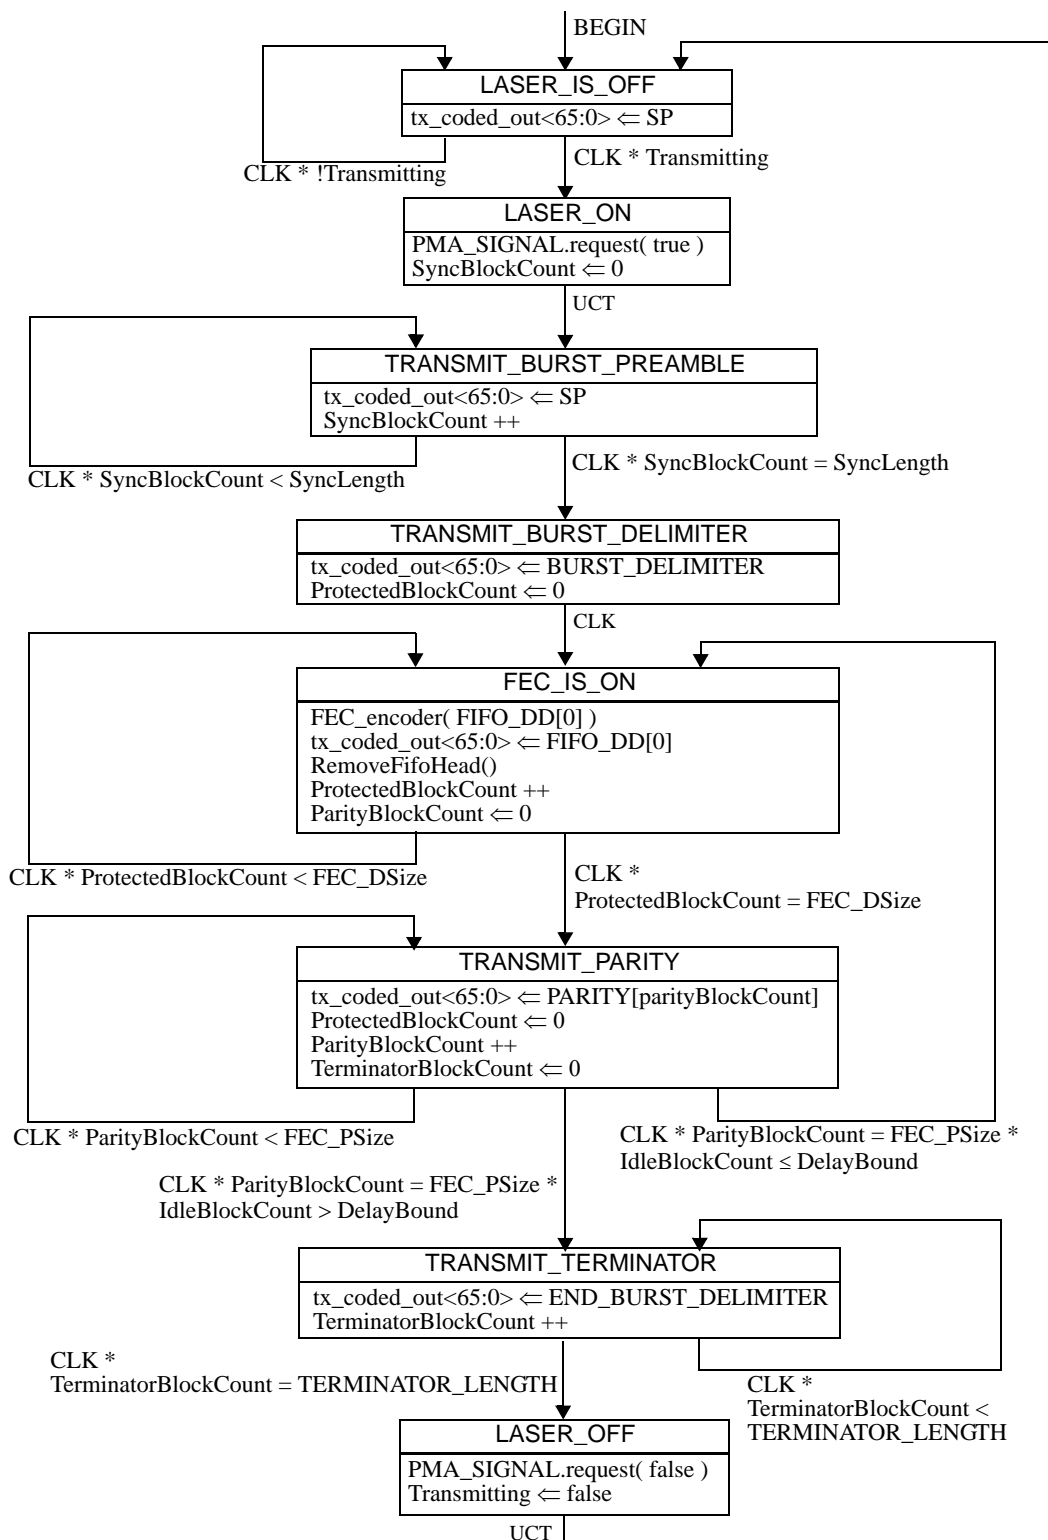 BEGIN
LASER_IS_OFF
tx_coded_out<65:0> ⇐ SP
CLK * !Transmitting
CLK * Transmitting
LASER_ON
PMA_SIGNAL.request( true )
SyncBlockCount ⇐ 0
UCT
TRANSMIT_BURST_PREAMBLE
tx_coded_out<65:0> ⇐ SP
SyncBlockCount ++
CLK * SyncBlockCount < SyncLength
CLK * SyncBlockCount = SyncLength
TRANSMIT_BURST_DELIMITER
tx_coded_out<65:0> ⇐ BURST_DELIMITER
ProtectedBlockCount ⇐ 0
CLK
FEC_IS_ON
FEC_encoder( FIFO_DD[0] )
tx_coded_out<65:0> ⇐ FIFO_DD[0]
RemoveFifoHead()
ProtectedBlockCount ++
ParityBlockCount ⇐ 0
CLK * ProtectedBlockCount < FEC_DSize
CLK *
ProtectedBlockCount = FEC_DSize
TRANSMIT_PARITY
tx_coded_out<65:0> ⇐ PARITY[parityBlockCount]
ProtectedBlockCount ⇐ 0
ParityBlockCount ++
TerminatorBlockCount ⇐ 0
CLK * ParityBlockCount < FEC_PSize
CLK * ParityBlockCount = FEC_PSize *
IdleBlockCount ≤ DelayBound
CLK * ParityBlockCount = FEC_PSize *
IdleBlockCount > DelayBound
TRANSMIT_TERMINATOR
tx_coded_out<65:0> ⇐ END_BURST_DELIMITER
TerminatorBlockCount ++
CLK *
TerminatorBlockCount = TERMINATOR_LENGTH
CLK *
TerminatorBlockCount <
TERMINATOR_LENGTH
LASER_OFF
PMA_SIGNAL.request( false )
Transmitting ⇐ false
UCT